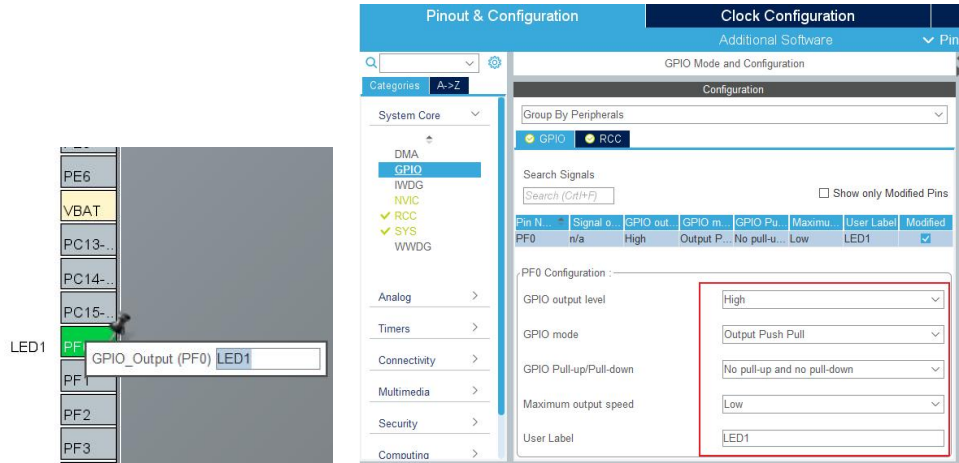 PE6
VBAT
PC13-..
PC14-..
PC15-..
LED1
GPIO_Output (PF0) LED1
PF1
PF2
PF3
Pinout & Configuration
Clock Configuration
Additional Software
Pin
GPIO Mode and Configuration
Categories A->Z
Configuration
System Core
Group By Peripherals
GPIO RCC
DMA
GPIO
IWDG
NVIC
RCC
SYS
WWDG
Search Signals
Search (Crtl+F)
Show only Modified Pins
Pin N... Signal o... GPIO out... GPIO m... GPIO Pu... Maximu... User Label Modified
PF0 n/a High Output P... No pull-u... Low LED1
PF0 Configuration :
Analog
GPIO output level High
Timers
GPIO mode Output Push Pull
Connectivity
GPIO Pull-up/Pull-down No pull-up and no pull-down
Multimedia
Maximum output speed Low
Security
User Label LED1
Computing